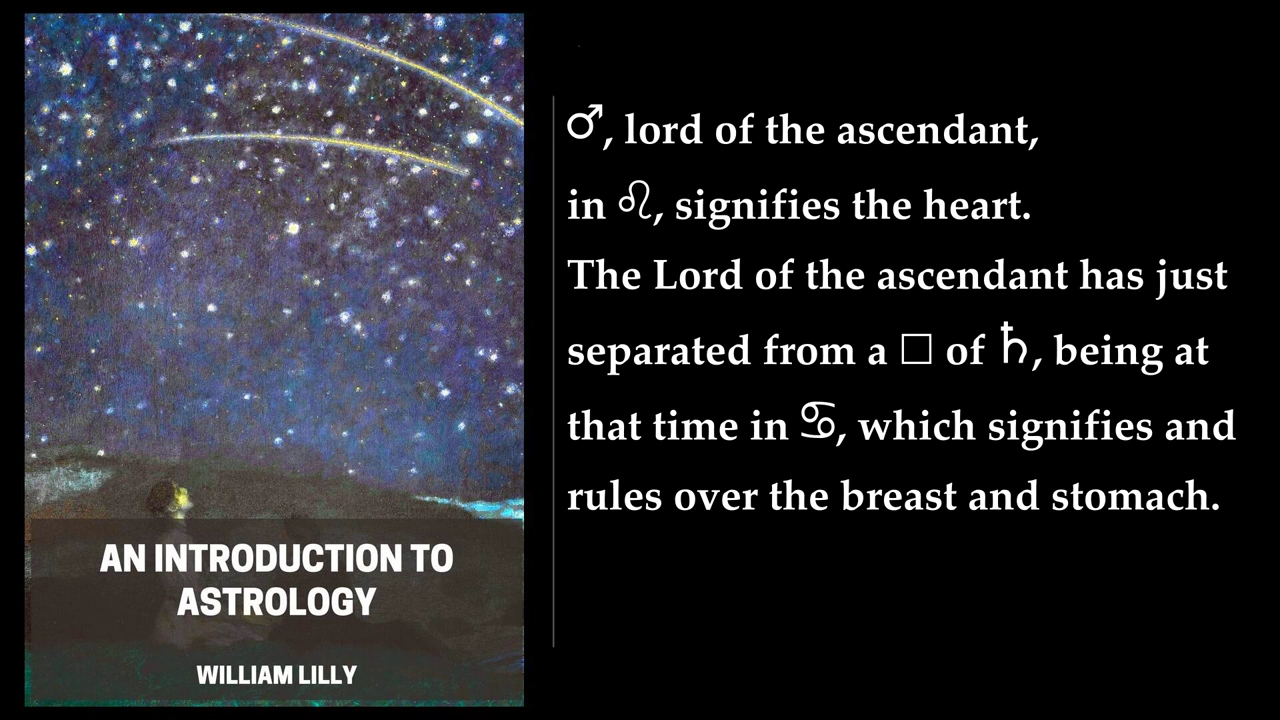 AN INTRODUCTION TO
ASTROLOGY
WILLIAM LILLY
♂, lord of the ascendant,
in ♌, signifies the heart.
The Lord of the ascendant has just
separated from a □ of ♄, being at
that time in ♋, which signifies and
rules over the breast and stomach.